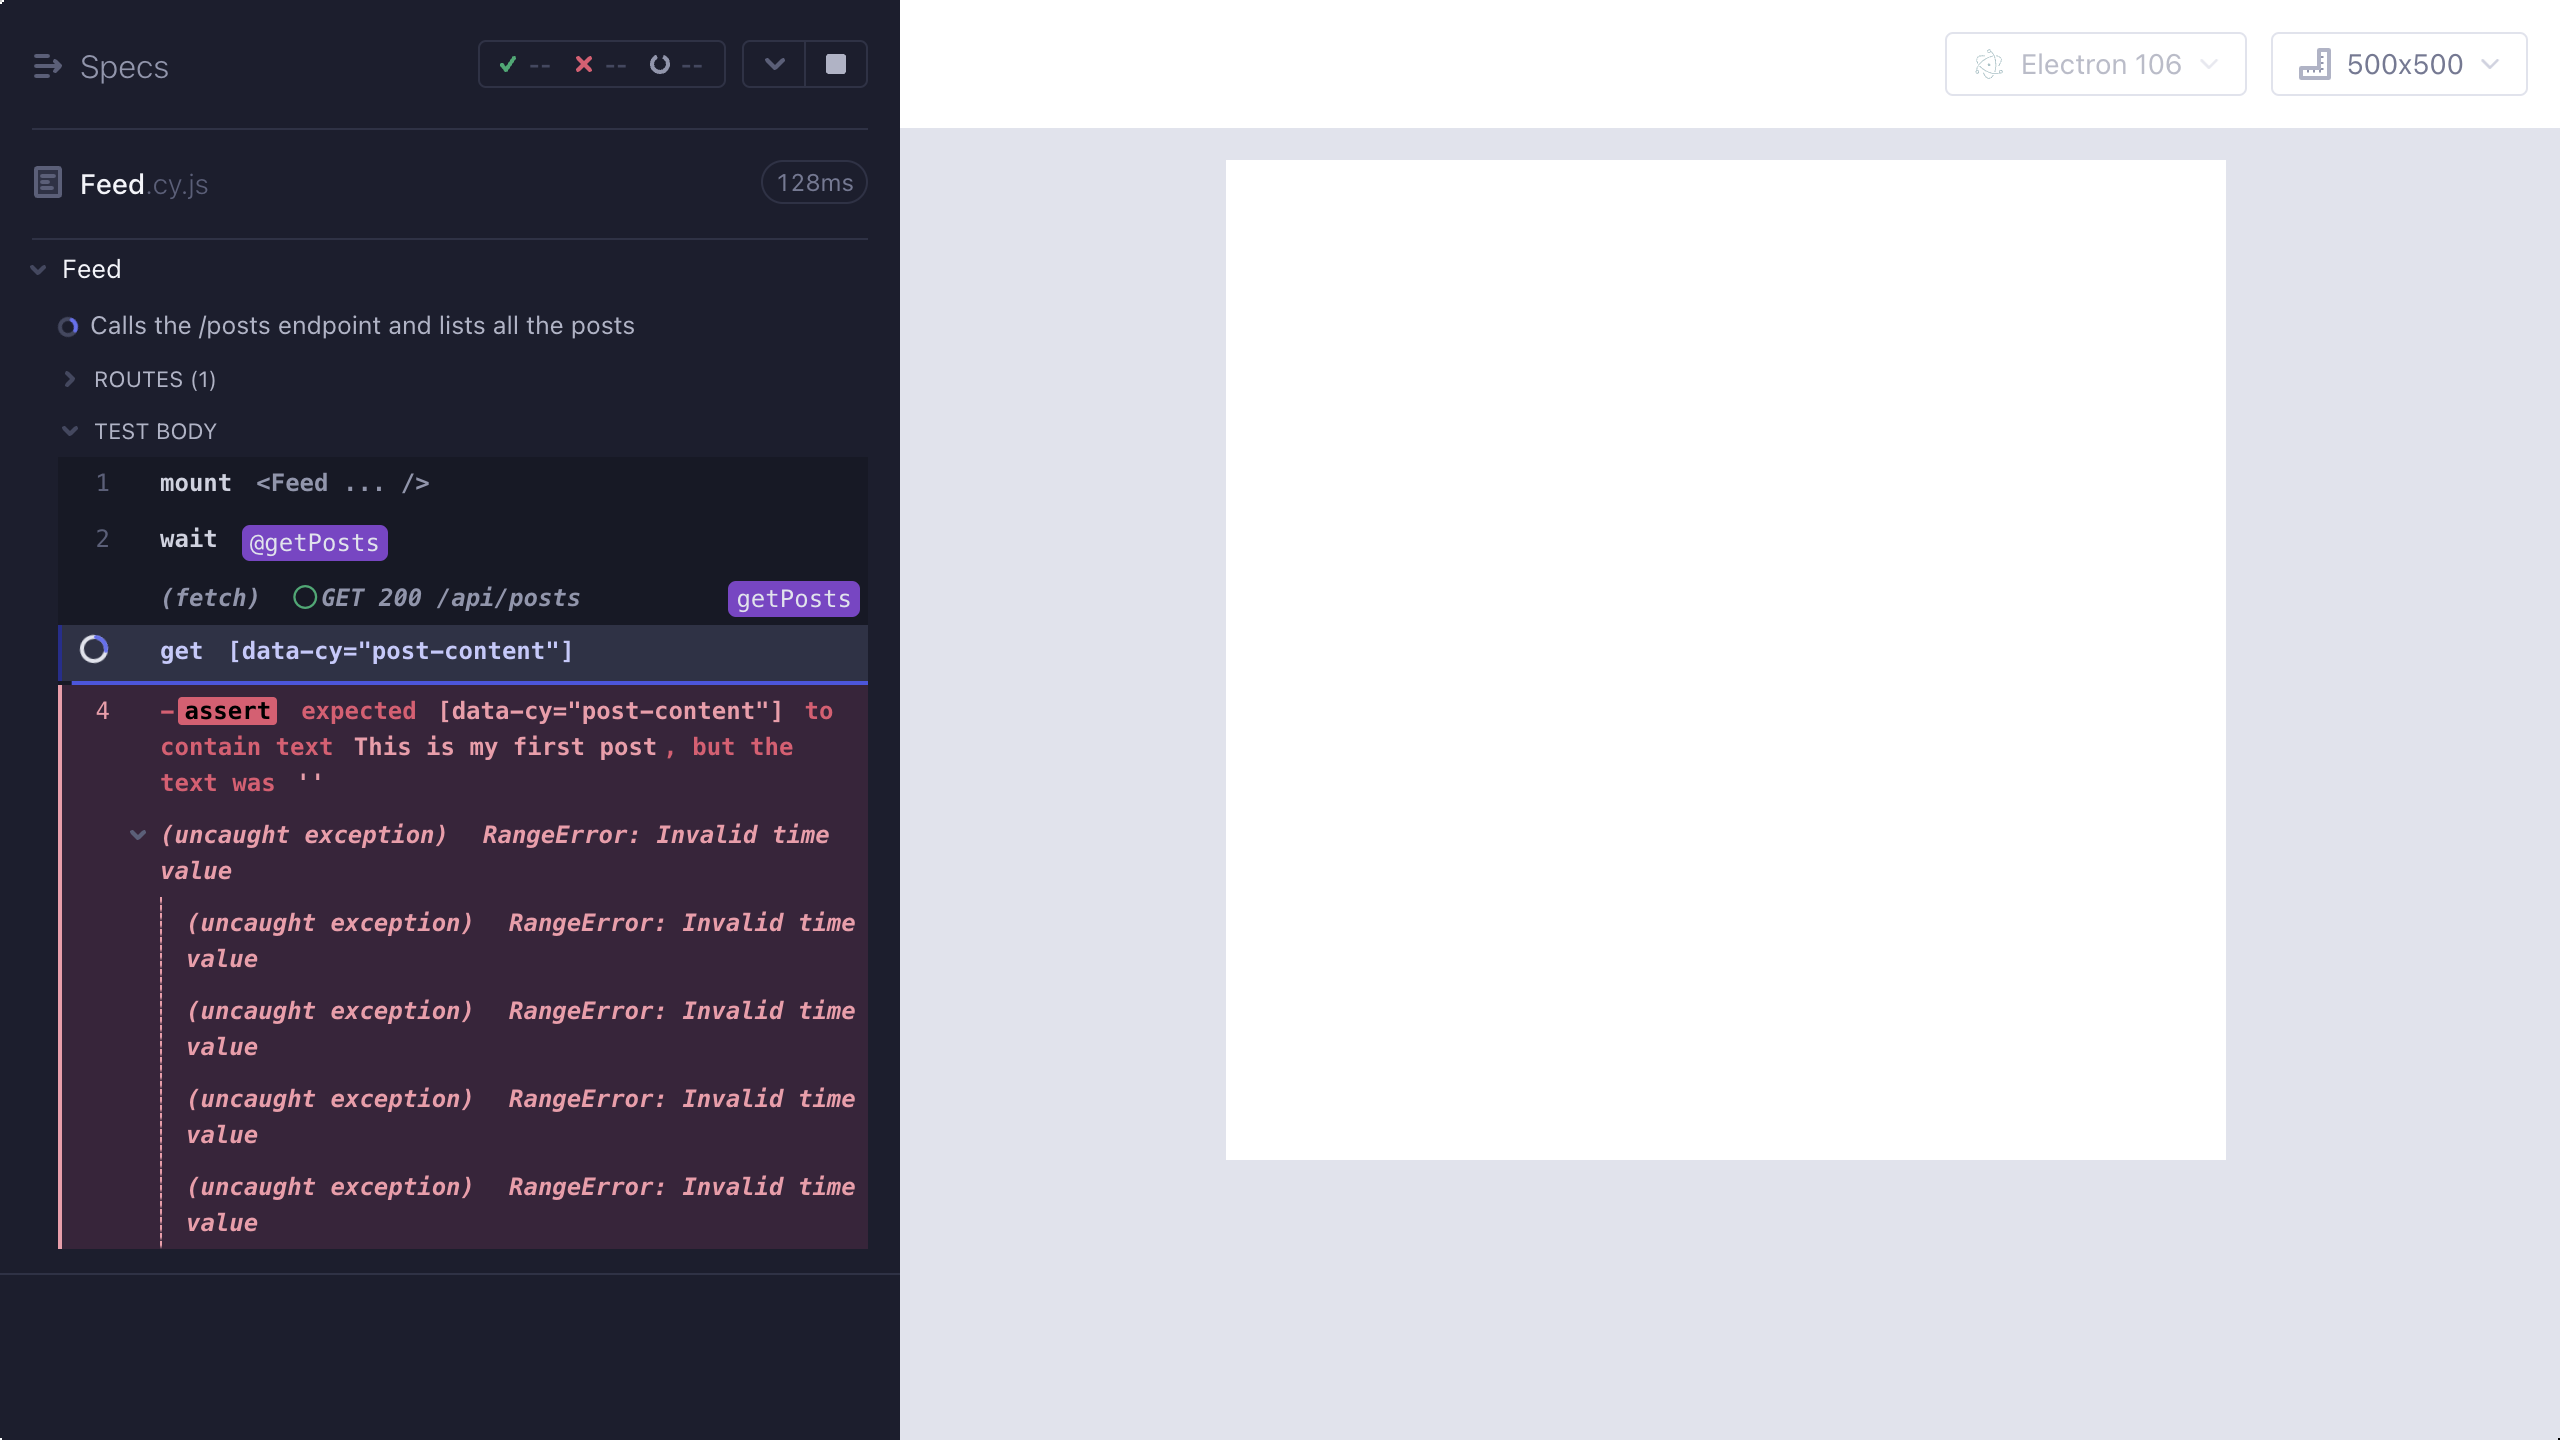 Specs
-- -- --
Electron 106
500x500
Feed.cy.js
128ms
Feed
Calls the /posts endpoint and lists all the posts
ROUTES (1)
TEST BODY
1 mount <Feed ... />
2 wait @getPosts
(fetch) GET 200 /api/posts getPosts
get [data-cy="post-content"]
4 -assert expected [data-cy="post-content"] to
contain text This is my first post, but the
text was ''
(uncaught exception) RangeError: Invalid time
value
(uncaught exception) RangeError: Invalid time
value
(uncaught exception) RangeError: Invalid time
value
(uncaught exception) RangeError: Invalid time
value
(uncaught exception) RangeError: Invalid time
value